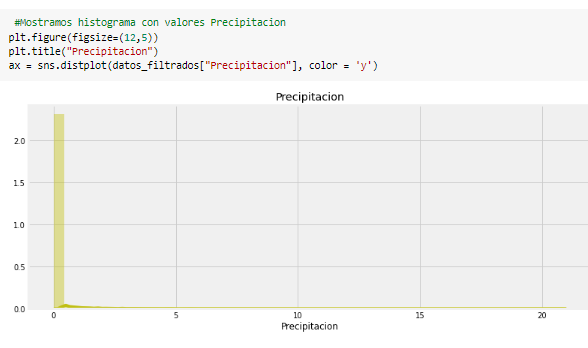 #Mostramos histograma con valores Precipitacion
plt.figure(figsize=(12,5))
plt.title("Precipitacion")
ax = sns.distplot(datos_filtrados["Precipitacion"], color = 'y')
Precipitacion
2.0
1.5
1.0
0.5
0.0
0 5 10 15 20
Precipitacion